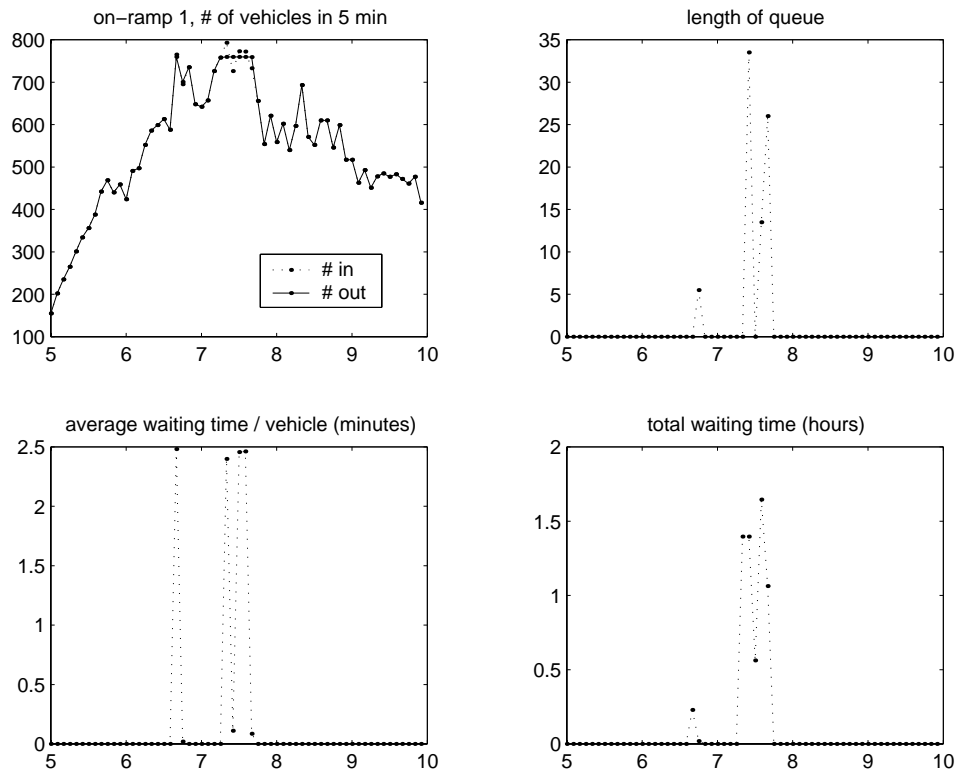 on−ramp 1, # of vehicles in 5 min
800
700
600
500
400
300
200
100
5 6 7 8 9 10
# in
# out
length of queue
35
30
25
20
15
10
5
0
5 6 7 8 9 10
average waiting time / vehicle (minutes)
2.5
2
1.5
1
0.5
0
5 6 7 8 9 10
total waiting time (hours)
2
1.5
1
0.5
0
5 6 7 8 9 10